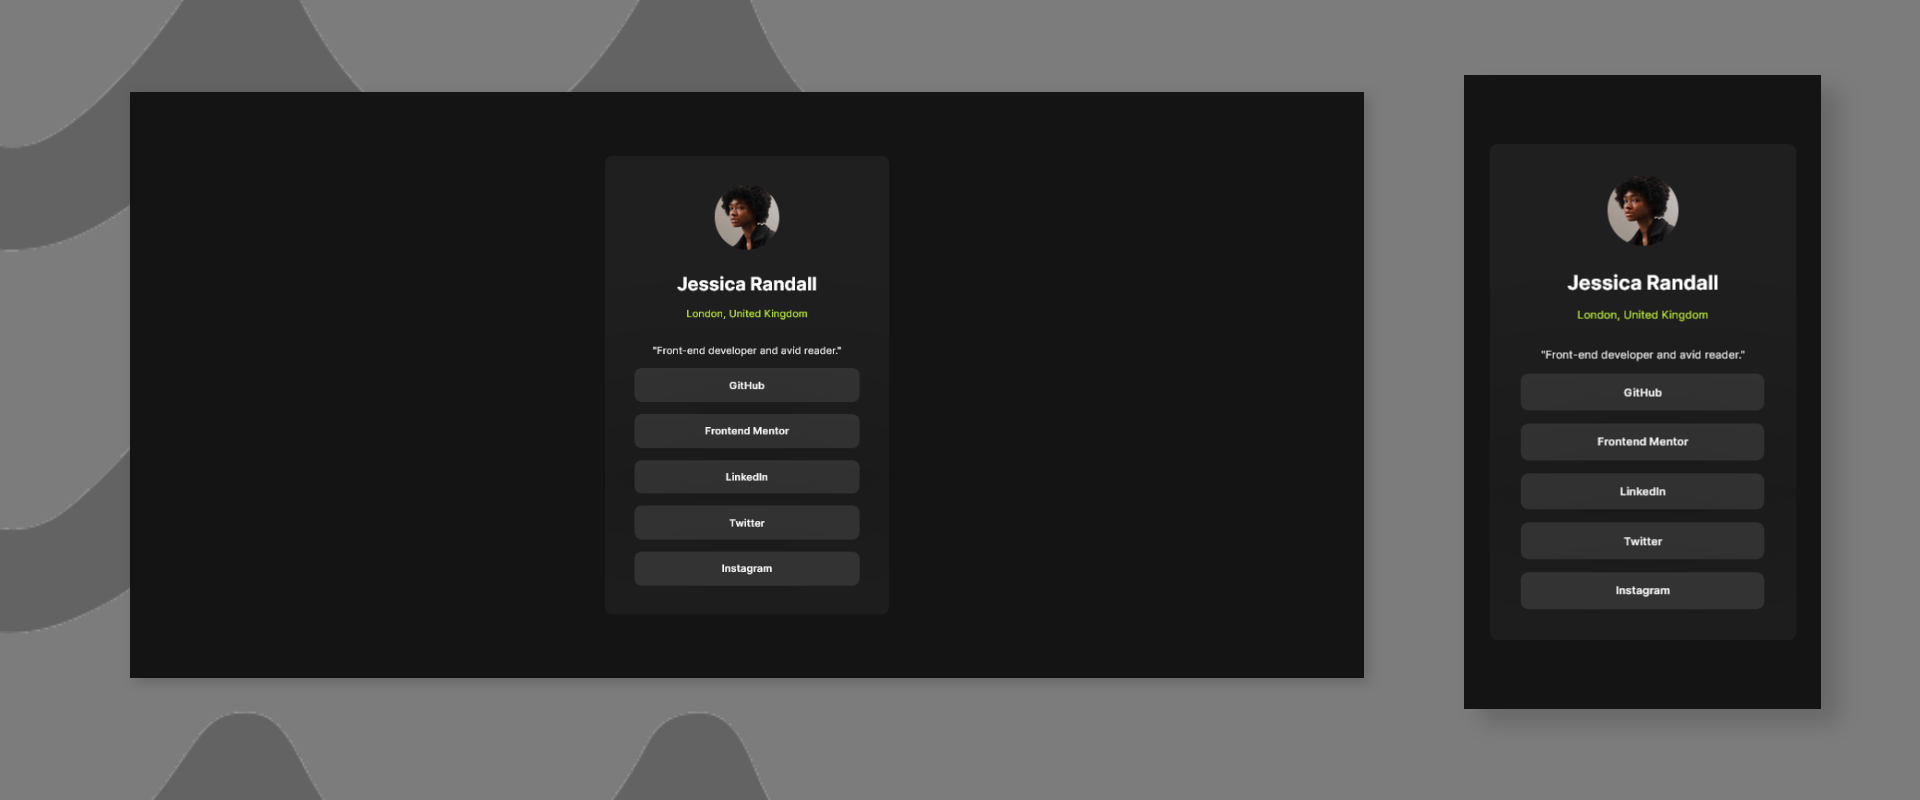 Jessica Randall
London, United Kingdom
"Front-end developer and avid reader."
GitHub
Frontend Mentor
LinkedIn
Twitter
Instagram
Jessica Randall
London, United Kingdom
"Front-end developer and avid reader."
GitHub
Frontend Mentor
LinkedIn
Twitter
Instagram